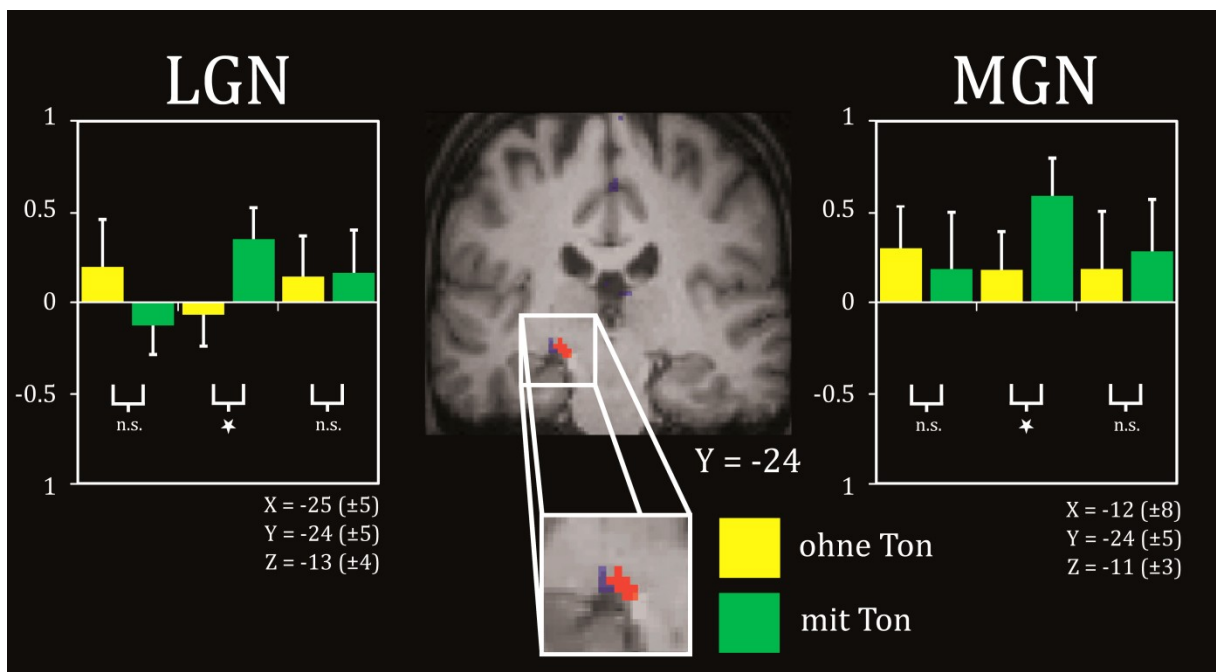 LGN
1
0.5
0
-0.5
1
n.s.
n.s.
X = -25 (±5)
Y = -24 (±5)
Z = -13 (±4)
Y = -24
ohne Ton
mit Ton
MGN
1
0.5
0
-0.5
1
n.s.
n.s.
X = -12 (±8)
Y = -24 (±5)
Z = -11 (±3)